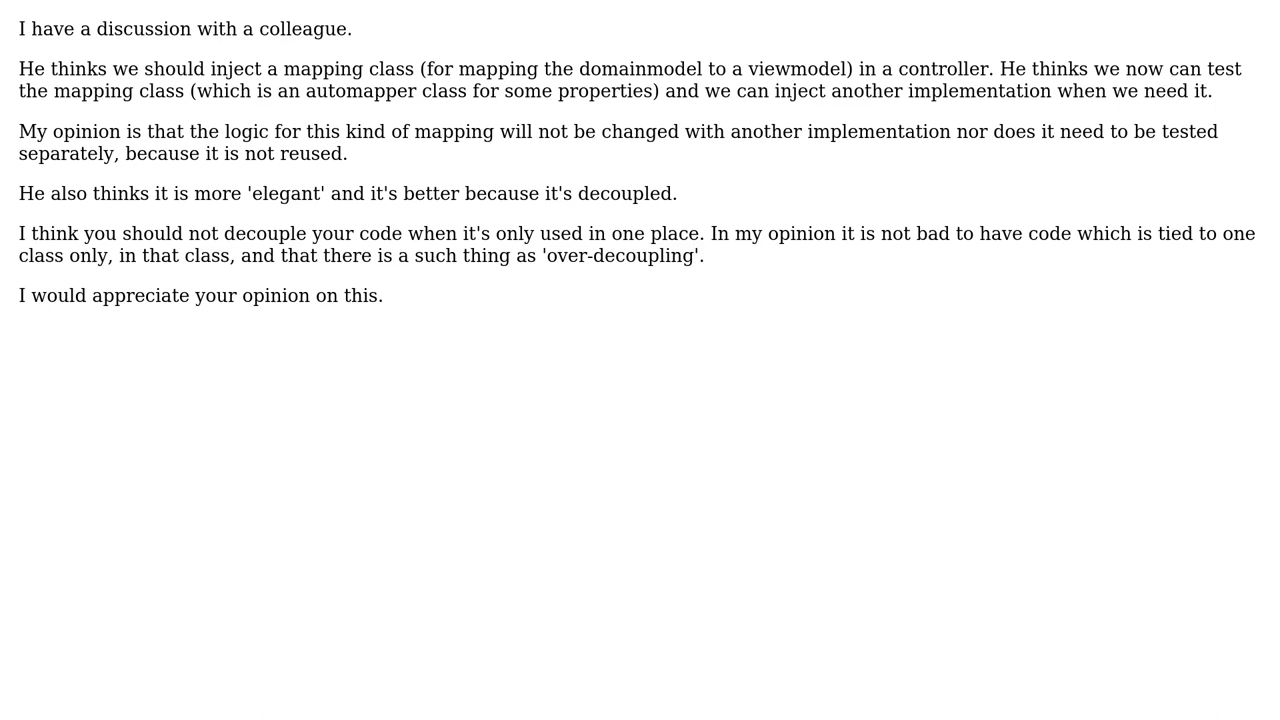 I have a discussion with a colleague.
He thinks we should inject a mapping class (for mapping the domainmodel to a viewmodel) in a controller. He thinks we now can test
the mapping class (which is an automapper class for some properties) and we can inject another implementation when we need it.
My opinion is that the logic for this kind of mapping will not be changed with another implementation nor does it need to be tested
separately, because it is not reused.
He also thinks it is more 'elegant' and it's better because it's decoupled.
I think you should not decouple your code when it's only used in one place. In my opinion it is not bad to have code which is tied to one
class only, in that class, and that there is a such thing as 'over-decoupling'.
I would appreciate your opinion on this.